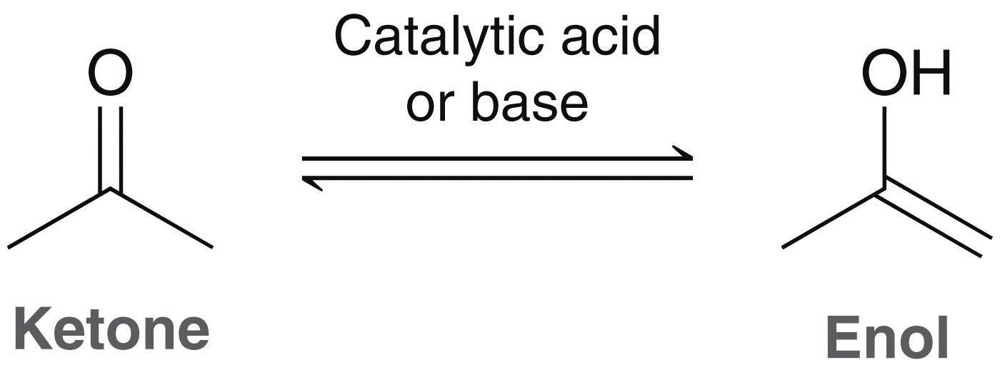 Catalytic acid
or base
O
OH
Ketone
Enol